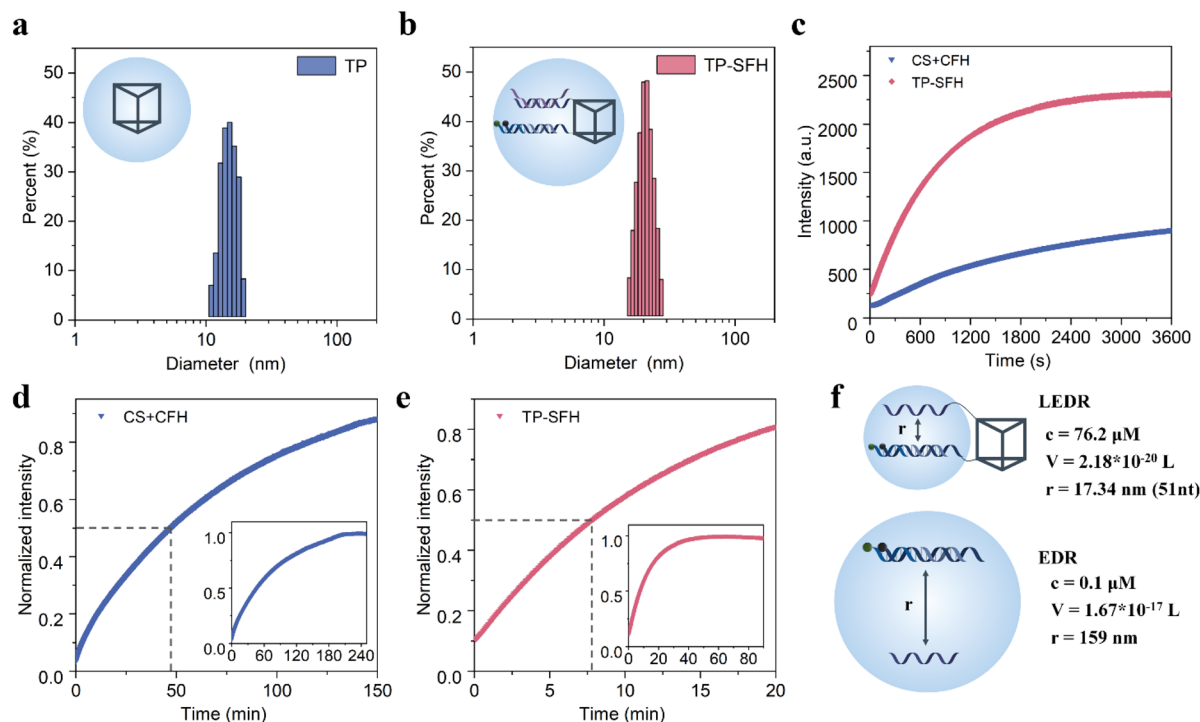 a
TP
50
40
30
20
10
0
Percent (%)
1
10
100
Diameter (nm)
b
TP-SFH
50
40
30
20
10
0
Percent (%)
1
10
100
Diameter (nm)
c
CS+CFH
TP-SFH
2500
2250
1750
1250
750
250
0
Intensity (a.u.)
0 600 1200 1800 2400 3000 3600
Time (s)
d
CS+CFH
0.8
0.6
0.4
0.2
0.0
Normalized intensity
0 50 100 150
Time (min)
1.0
0.5
0.0
0 60 120 180 240
e
TP-SFH
0.8
0.6
0.4
0.2
0.0
Normalized intensity
0 5 10 15 20
Time (min)
1.0
0.5
0.0
0 20 40 60 80
f
r
LEDR
c = 76.2 μM
V = 2.18*10⁻²⁰ L
r = 17.34 nm (51nt)
r
EDR
c = 0.1 μM
V = 1.67*10⁻¹⁷ L
r = 159 nm